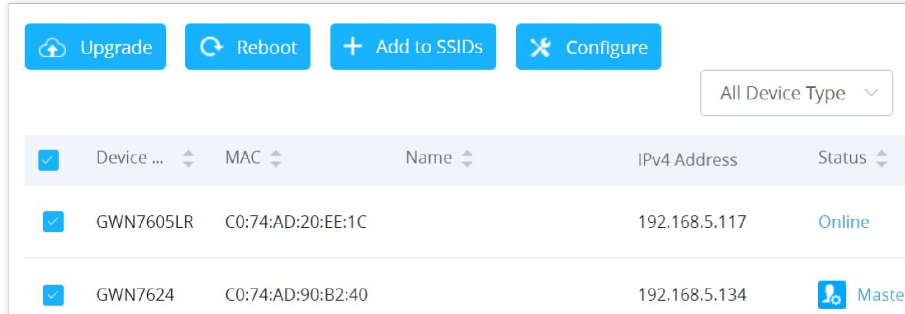 Upgrade Reboot Add to SSIDs Configure
All Device Type
Device ... MAC Name IPv4 Address Status
GWN7605LR C0:74:AD:20:EE:1C 192.168.5.117 Online
GWN7624 C0:74:AD:90:B2:40 192.168.5.134 Maste